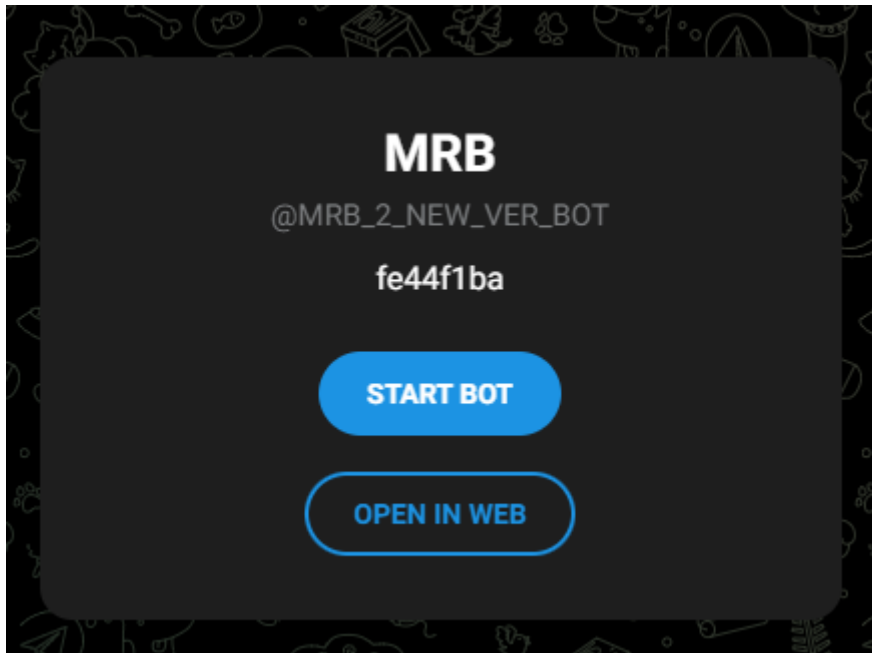 MRB
@MRB_2_NEW_VER_BOT
fe44f1ba
START BOT
OPEN IN WEB